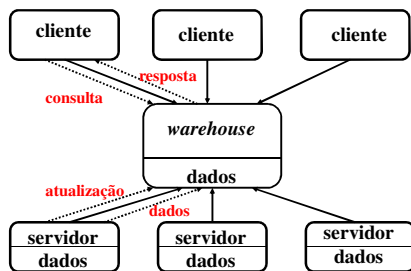 cliente
cliente
cliente
resposta
consulta
warehouse
dados
atualização
dados
servidor
dados
servidor
dados
servidor
dados